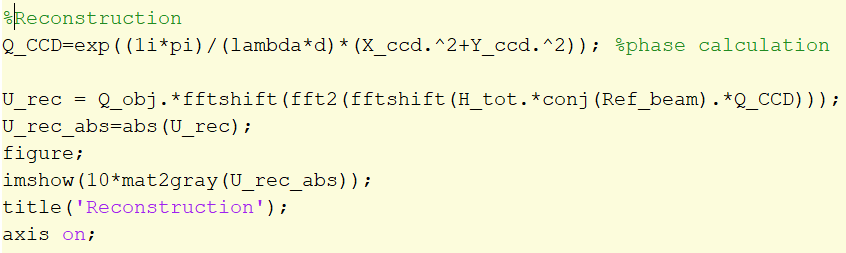 %Reconstruction
Q_CCD=exp((1i*pi)/(lambda*d)*(X_ccd.^2+Y_ccd.^2)); %phase calculation
U_rec = Q_obj.*fftshift(fft2(fftshift(H_tot.*conj(Ref_beam).*Q_CCD)));
U_rec_abs=abs(U_rec);
figure;
imshow(10*mat2gray(U_rec_abs));
title('Reconstruction');
axis on;